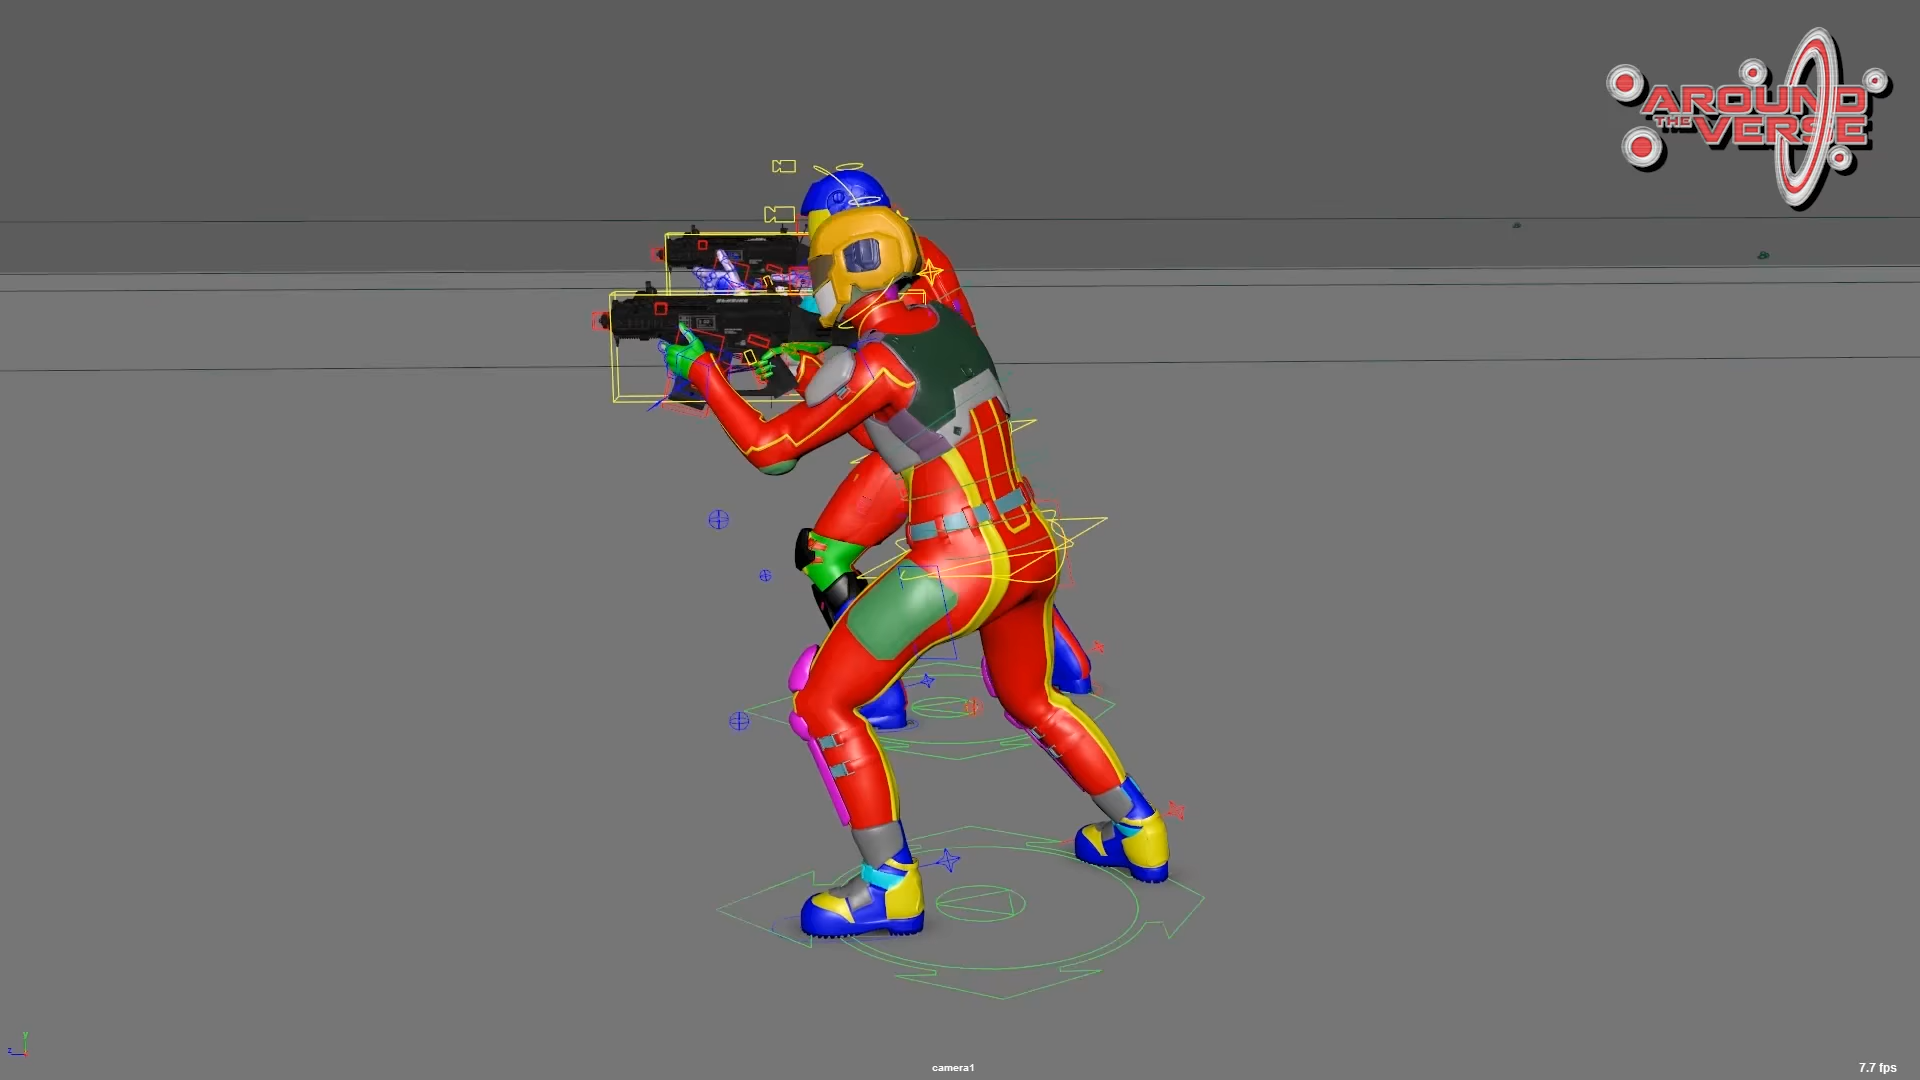 AROUND
THE VERSE
camera1
7.7 fps
y
z